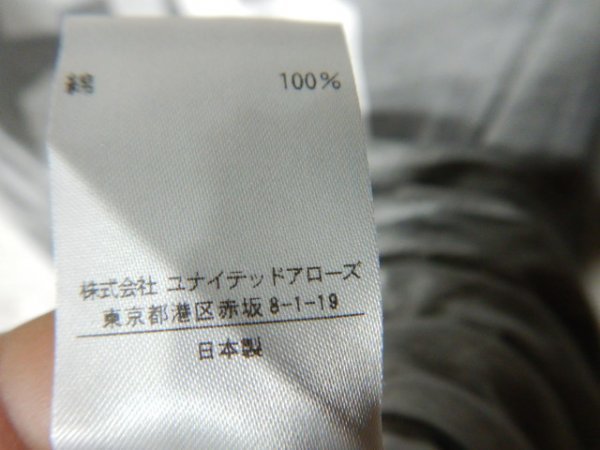 綿 100%
株式会社 ユナイテッドアローズ
東京都港区赤坂 8-1-19
日本製